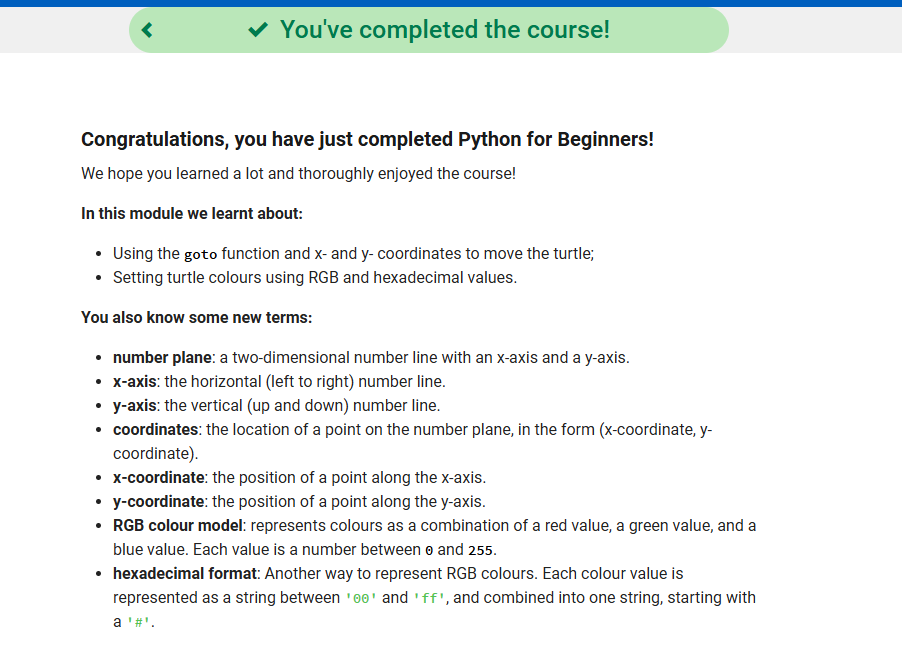 You've completed the course!
Congratulations, you have just completed Python for Beginners!
We hope you learned a lot and thoroughly enjoyed the course!
In this module we learnt about:
Using the goto function and x- and y- coordinates to move the turtle;
Setting turtle colours using RGB and hexadecimal values.
You also know some new terms:
number plane: a two-dimensional number line with an x-axis and a y-axis.
x-axis: the horizontal (left to right) number line.
y-axis: the vertical (up and down) number line.
coordinates: the location of a point on the number plane, in the form (x-coordinate, y-
coordinate).
x-coordinate: the position of a point along the x-axis.
y-coordinate: the position of a point along the y-axis.
RGB colour model: represents colours as a combination of a red value, a green value, and a
blue value. Each value is a number between 0 and 255.
hexadecimal format: Another way to represent RGB colours. Each colour value is
represented as a string between '00' and 'ff', and combined into one string, starting with
a '#'.